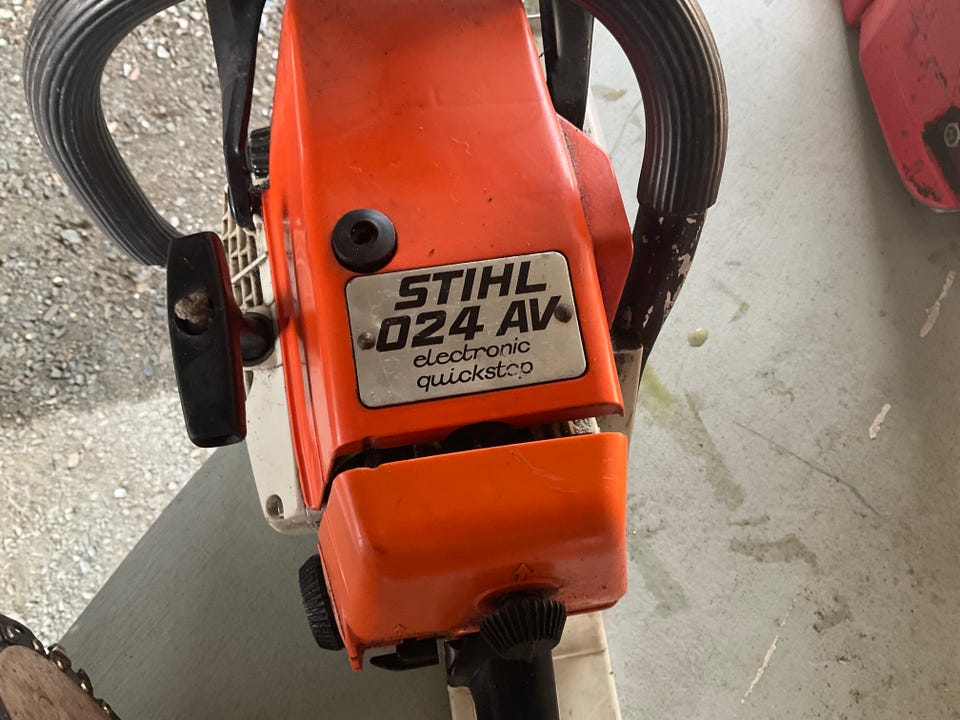 STIHL
024 AV
electronic
quickstop